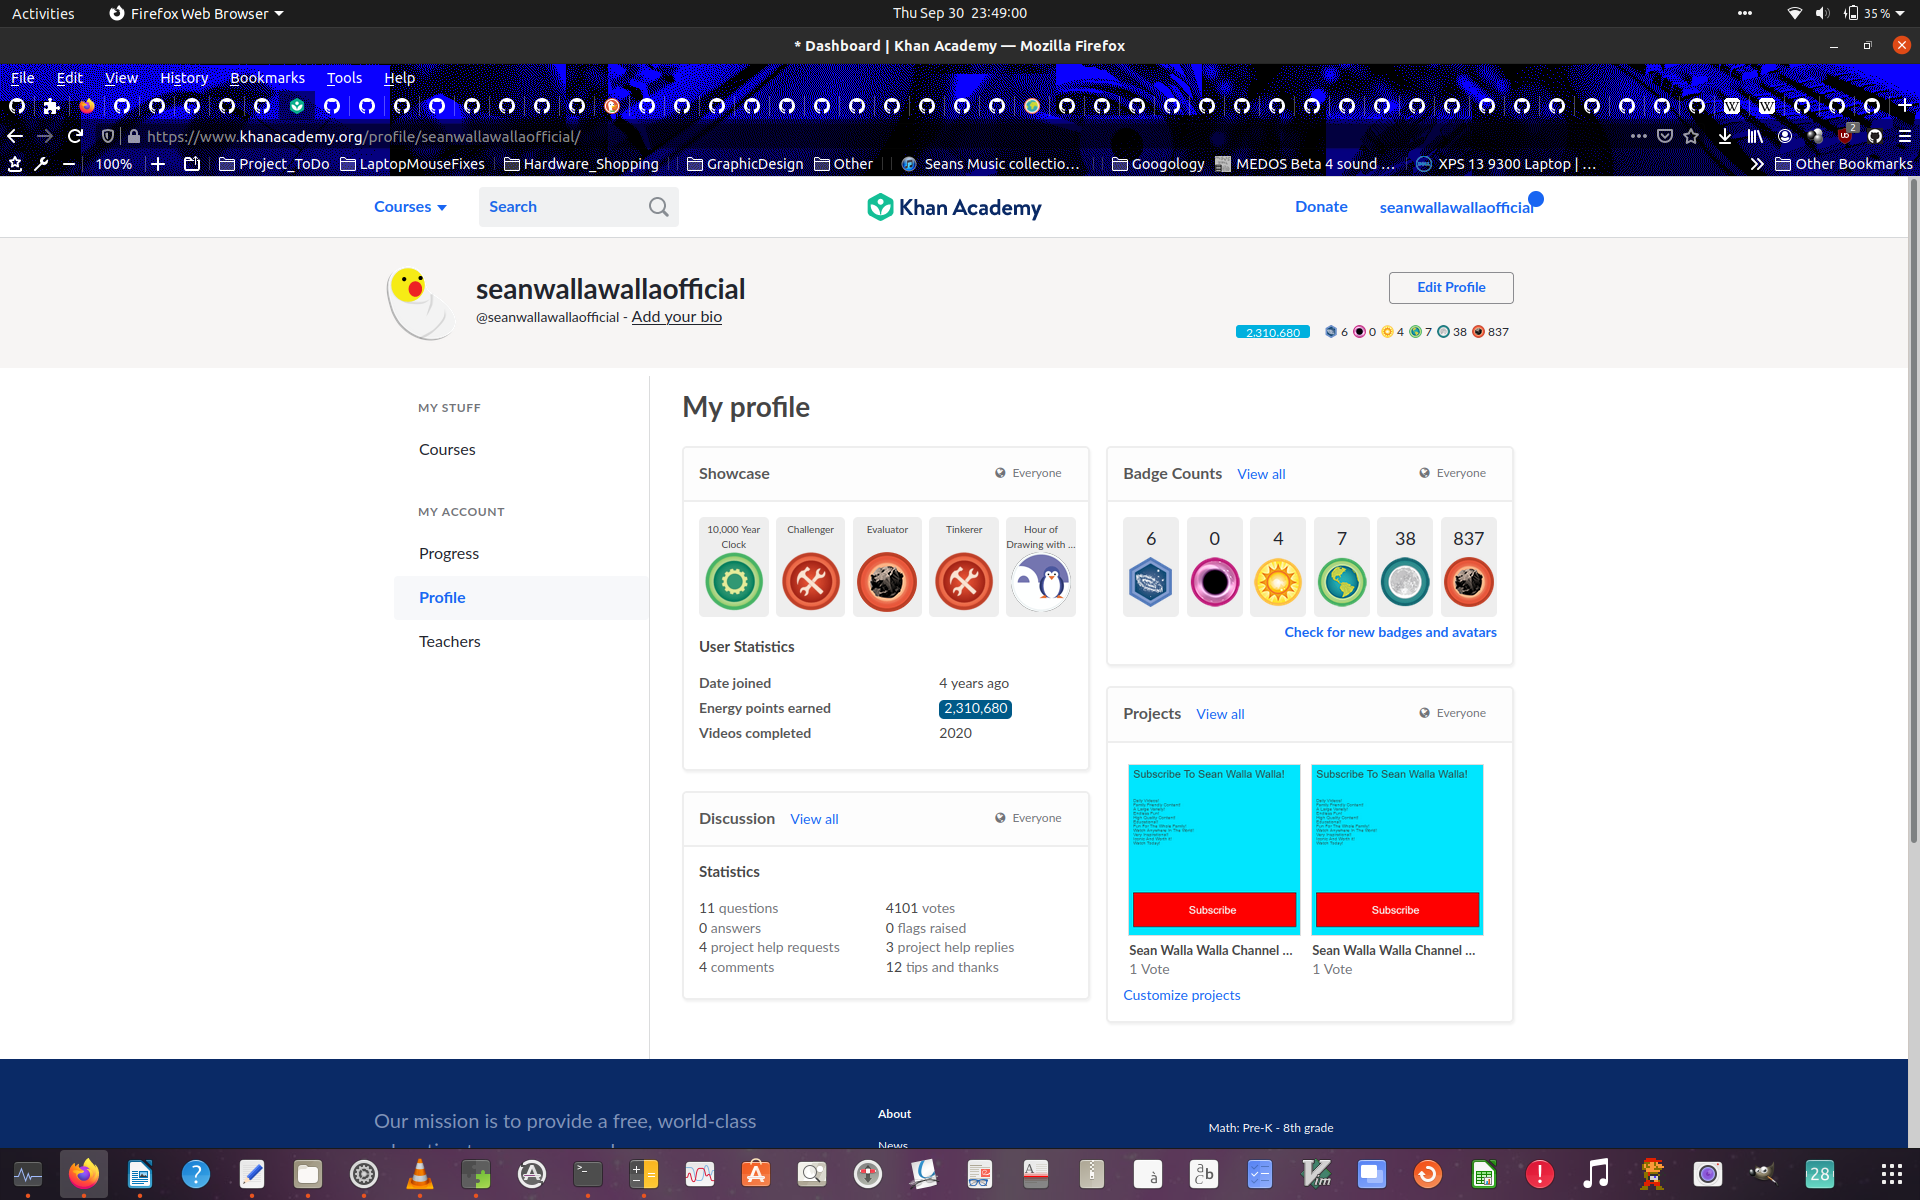 Activities Firefox Web Browser Thu Sep 30 23:49:00 35%
* Dashboard | Khan Academy — Mozilla Firefox
File Edit View History Bookmarks Tools Help
https://www.khanacademy.org/profile/seanwallawallaofficial/ 2
100% Project_ToDo LaptopMouseFixes Hardware_Shopping GraphicDesign Other Seans Music collectio… Googology MEDOS Beta 4 sound … XPS 13 9300 Laptop | … Other Bookmarks
Courses Search Khan Academy Donate seanwallawallaofficial
seanwallawallaofficial
@seanwallawallaofficial - Add your bio
Edit Profile
2,310,680 6 0 4 7 38 837
MY STUFF
Courses
MY ACCOUNT
Progress
Profile
Teachers
My profile
Showcase Everyone
10,000 Year Clock
Challenger
Evaluator
Tinkerer
Hour of Drawing with ...
User Statistics
Date joined 4 years ago
Energy points earned 2,310,680
Videos completed 2020
Discussion View all Everyone
Statistics
11 questions 4101 votes
0 answers 0 flags raised
4 project help requests 3 project help replies
4 comments 12 tips and thanks
Badge Counts View all Everyone
6 0 4 7 38 837
Check for new badges and avatars
Projects View all Everyone
Subscribe To Sean Walla Walla! Subscribe To Sean Walla Walla!
Subscribe Subscribe
Sean Walla Walla Channel ... Sean Walla Walla Channel ...
1 Vote 1 Vote
Customize projects
Our mission is to provide a free, world-class
About
News
Math: Pre-K - 8th grade
28